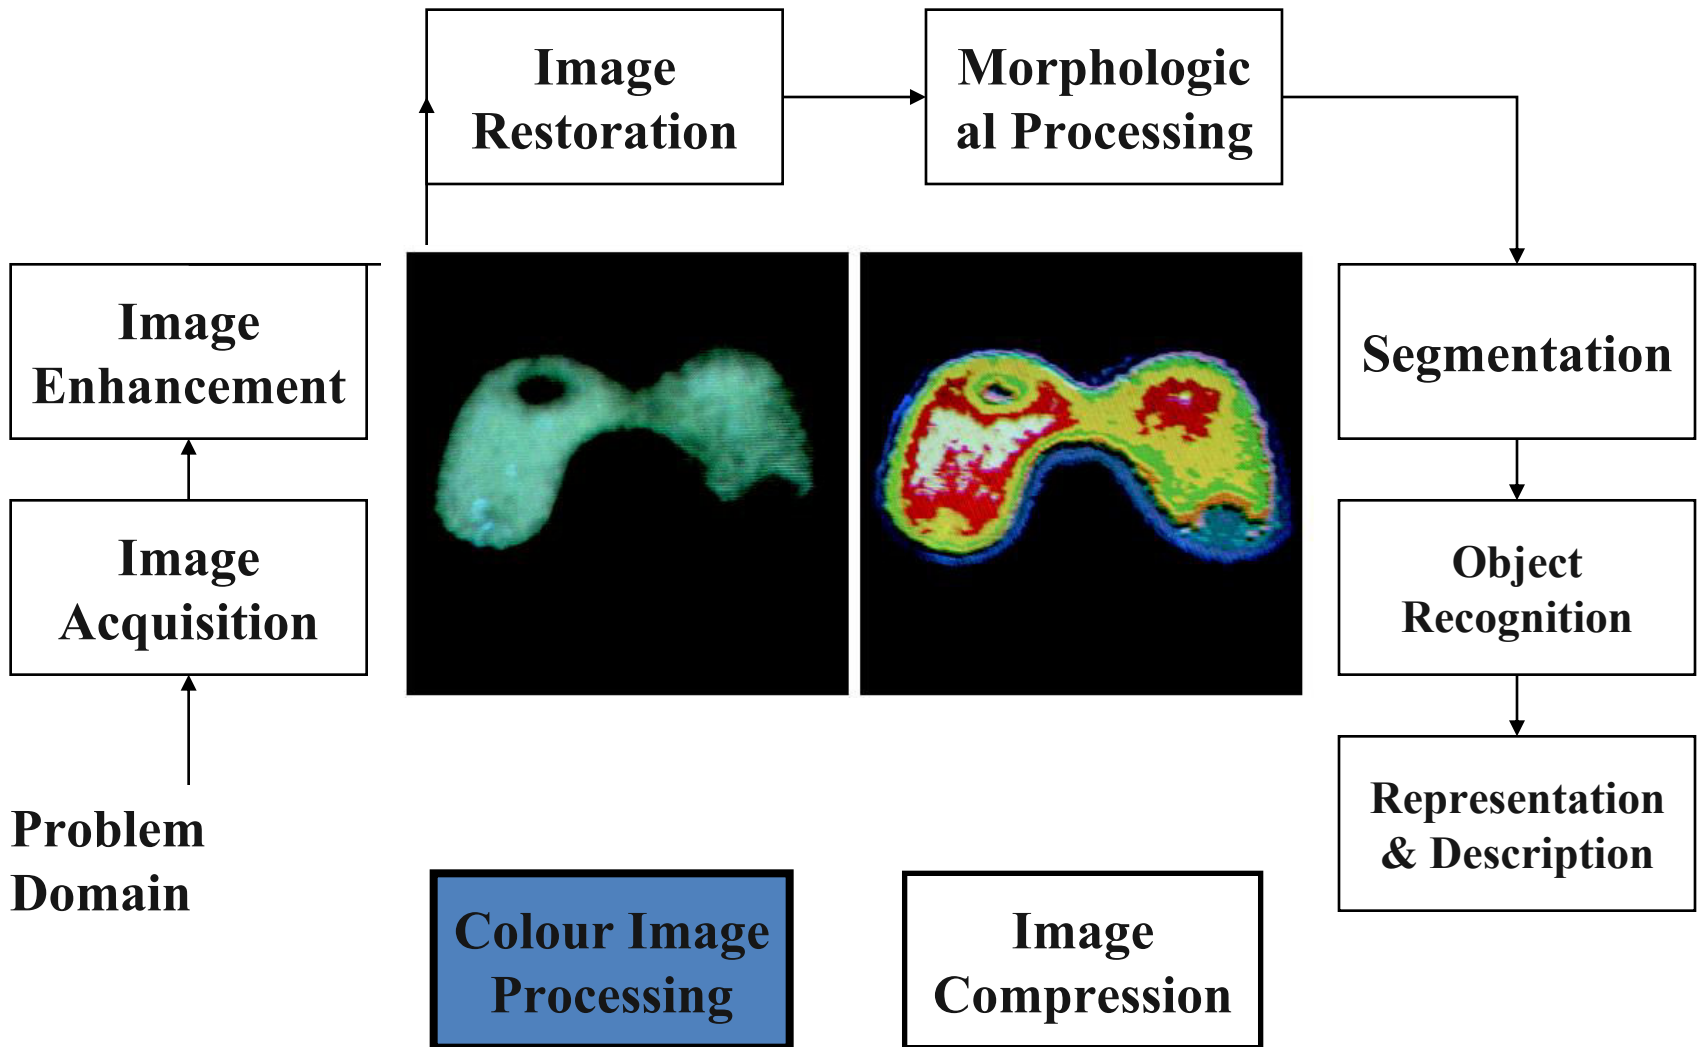 Image
Restoration
Morphologic
al Processing
Image
Enhancement
Segmentation
Image
Acquisition
Object
Recognition
Problem
Domain
Representation
& Description
Colour Image
Processing
Image
Compression